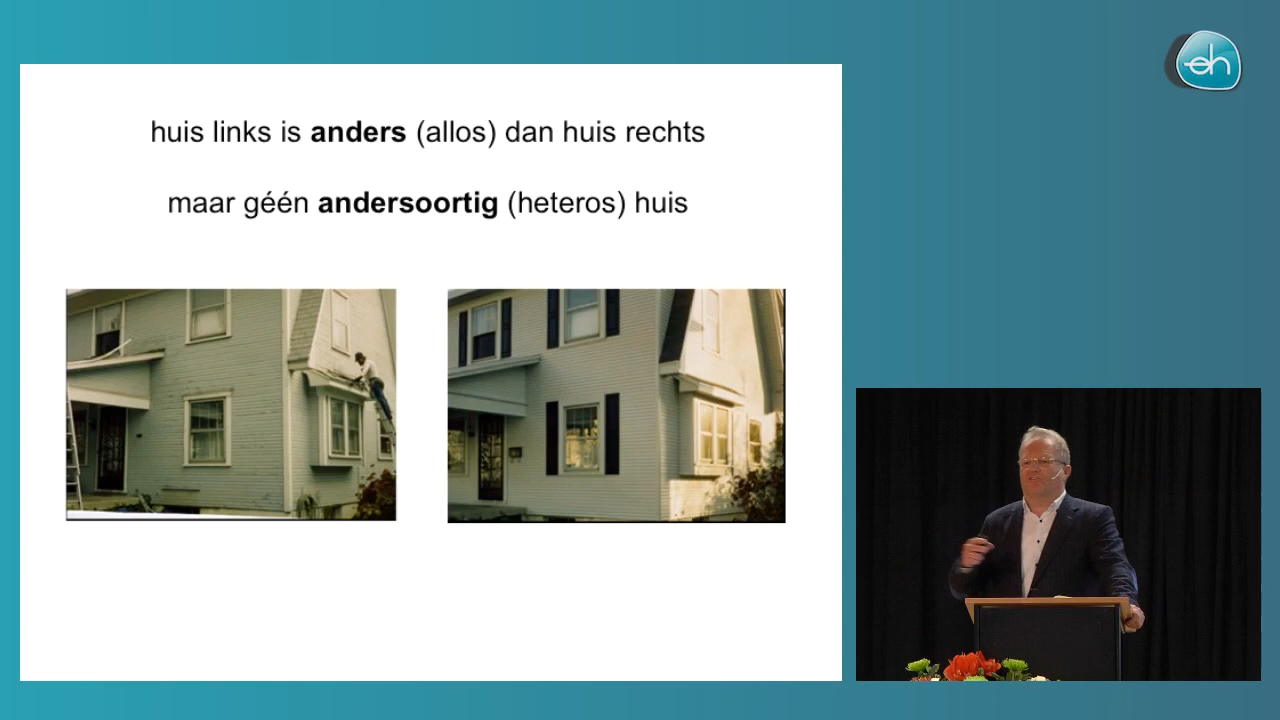 huis links is anders (allos) dan huis rechts
maar géén andersoortig (heteros) huis
eh